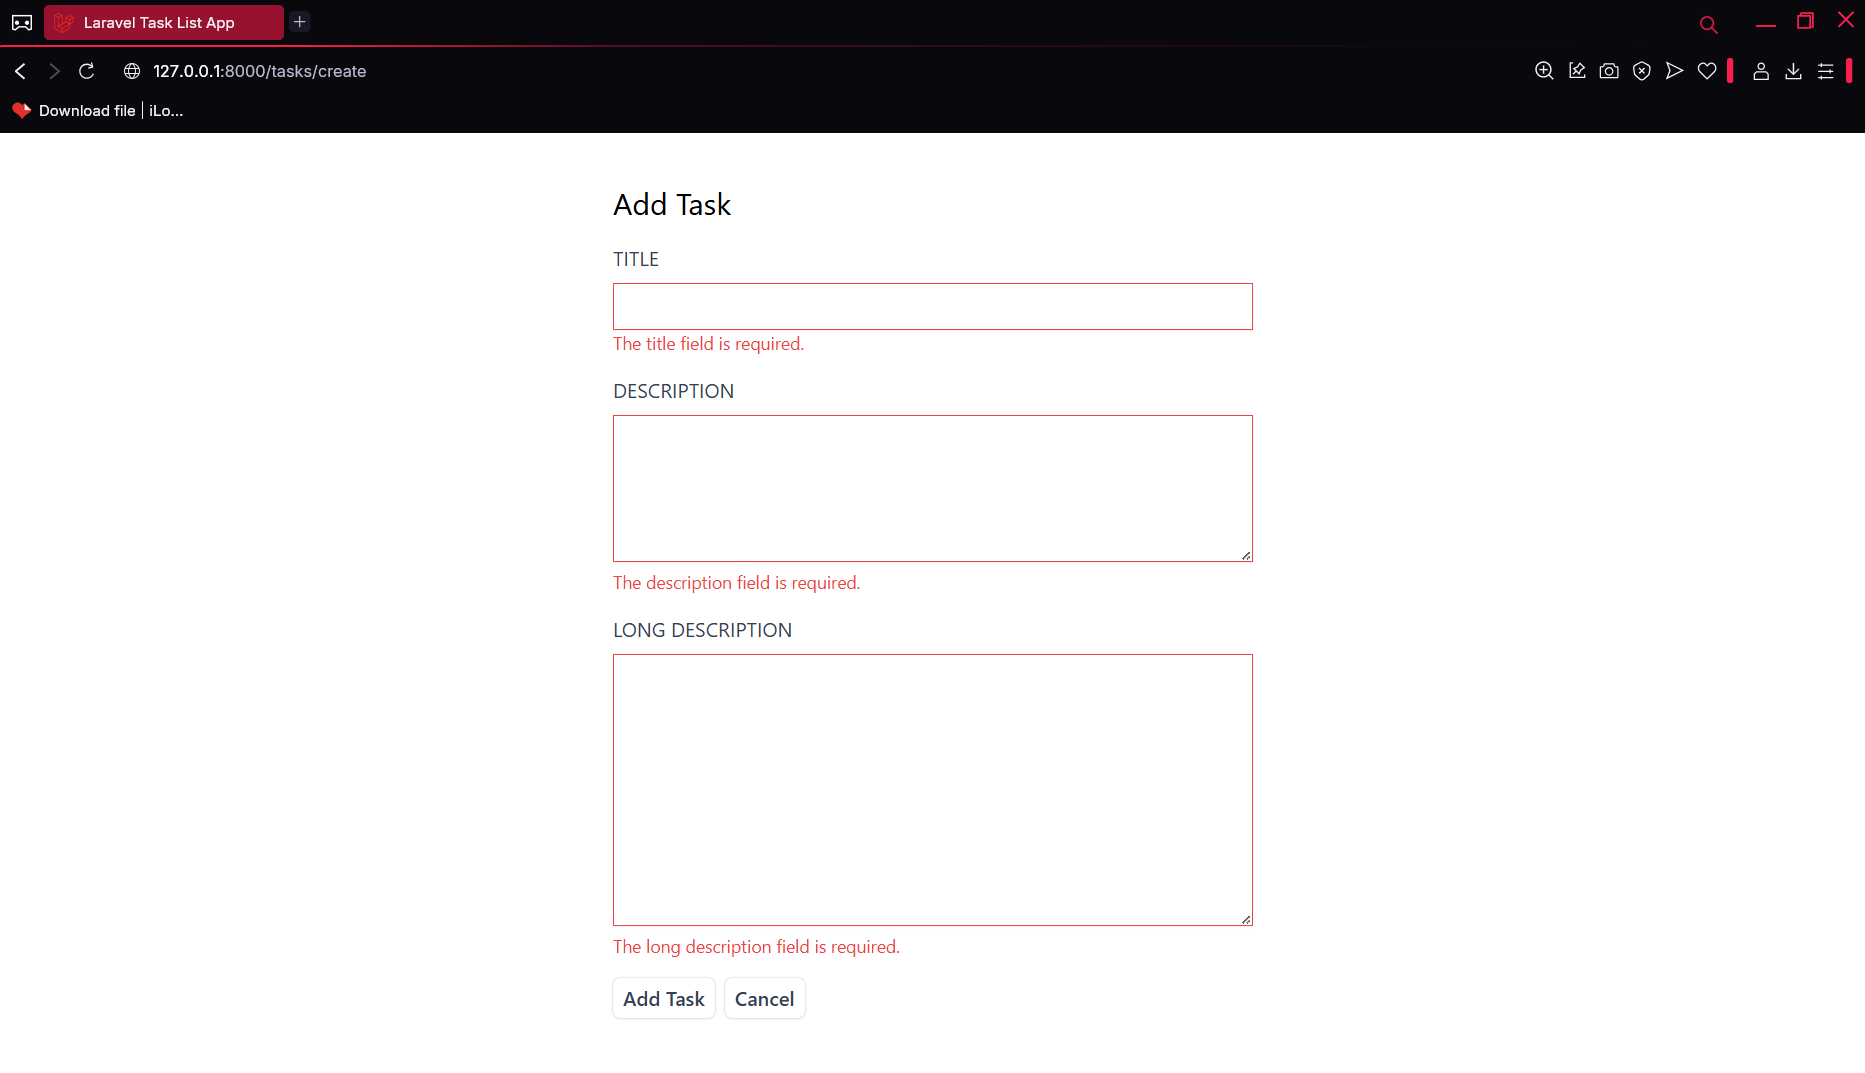 Laravel Task List App
127.0.0.1:8000/tasks/create
Download file | iLo...
Add Task
TITLE
The title field is required.
DESCRIPTION
The description field is required.
LONG DESCRIPTION
The long description field is required.
Add Task Cancel